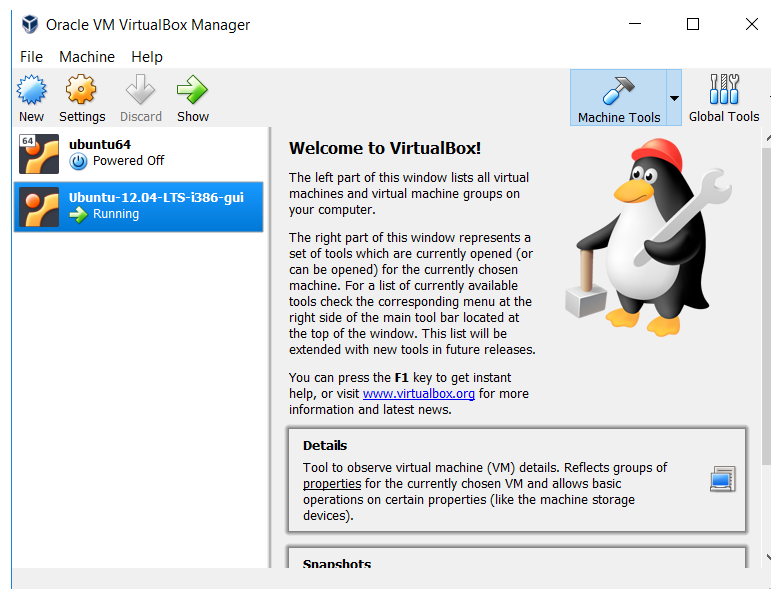 Oracle VM VirtualBox Manager
File Machine Help
New Settings Discard Show Machine Tools Global Tools
64
ubuntu64
Powered Off
Ubuntu-12.04-LTS-i386-gui
Running
Welcome to VirtualBox!
The left part of this window lists all virtual
machines and virtual machine groups on
your computer.
The right part of this window represents a
set of tools which are currently opened (or
can be opened) for the currently chosen
machine. For a list of currently available
tools check the corresponding menu at the
right side of the main tool bar located at
the top of the window. This list will be
extended with new tools in future releases.
You can press the F1 key to get instant
help, or visit www.virtualbox.org for more
information and latest news.
Details
Tool to observe virtual machine (VM) details. Reflects groups of
properties for the currently chosen VM and allows basic
operations on certain properties (like the machine storage
devices).
Snapshots